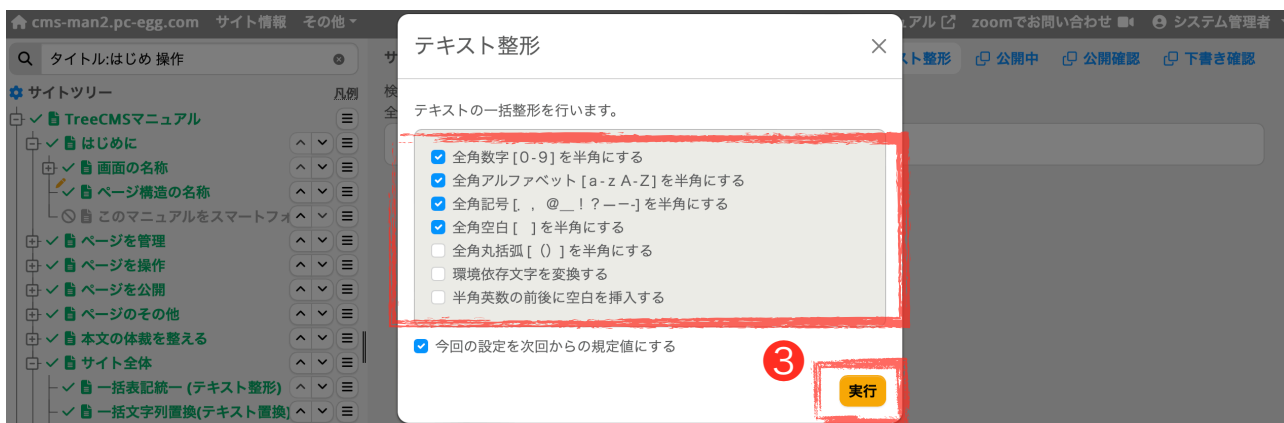 cms-man2.pc-egg.com サイト情報 その他
アル zoomでお問い合わせ システム管理者
タイトル:はじめ 操作
ト整形 公開中 公開確認 下書き確認
サイトツリー 凡例
TreeCMSマニュアル
はじめに
画面の名称
ページ構造の名称
このマニュアルをスマートフォ
ページを管理
ページを操作
ページを公開
ページのその他
本文の体裁を整える
サイト全体
一括表記統一 (テキスト整形)
一括文字列置換(テキスト置換)
テキスト整形
テキストの一括整形を行います。
全角数字 [０-９] を半角にする
全角アルファベット [ａ-ｚ Ａ-Ｚ] を半角にする
全角記号 [．，＠＿！？ー－-] を半角にする
全角空白 [　] を半角にする
全角丸括弧 [（）] を半角にする
環境依存文字を変換する
半角英数の前後に空白を挿入する
今回の設定を次回からの規定値にする
3
実行